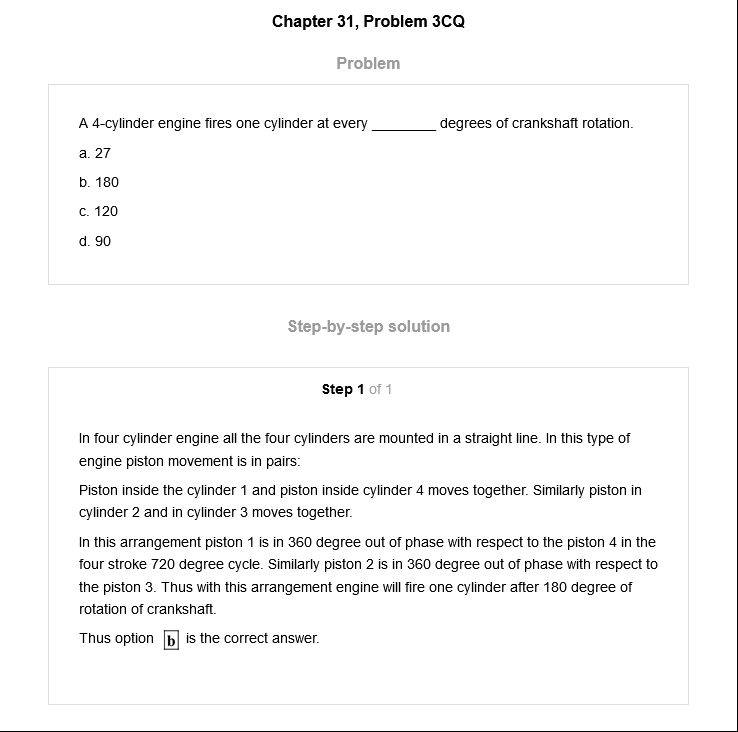 Chapter 31, Problem 3CQ
Problem
A 4-cylinder engine fires one cylinder at every ________ degrees of crankshaft rotation.
a. 27
b. 180
c. 120
d. 90
Step-by-step solution
Step 1 of 1
In four cylinder engine all the four cylinders are mounted in a straight line. In this type of
engine piston movement is in pairs:
Piston inside the cylinder 1 and piston inside cylinder 4 moves together. Similarly piston in
cylinder 2 and in cylinder 3 moves together.
In this arrangement piston 1 is in 360 degree out of phase with respect to the piston 4 in the
four stroke 720 degree cycle. Similarly piston 2 is in 360 degree out of phase with respect to
the piston 3. Thus with this arrangement engine will fire one cylinder after 180 degree of
rotation of crankshaft.
Thus option b is the correct answer.